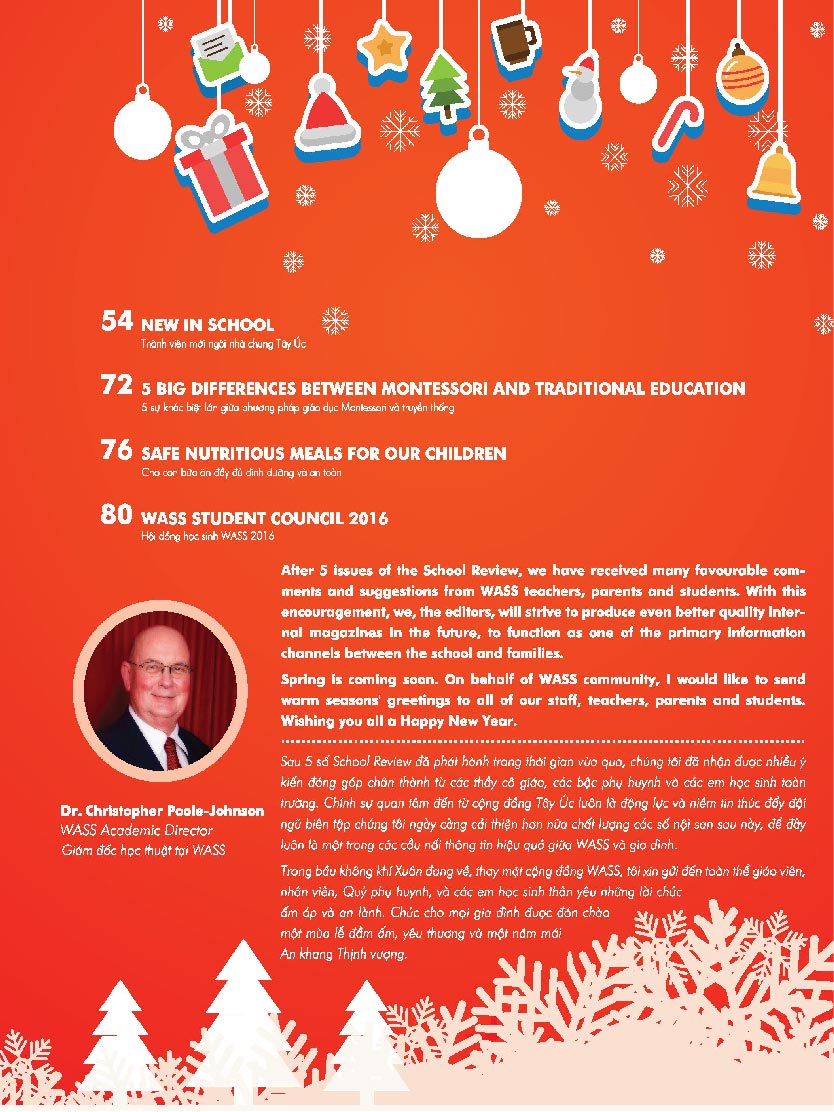 54 NEW IN SCHOOL
Thành viên mới ngôi nhà chung Tây Úc
72 5 BIG DIFFERENCES BETWEEN MONTESSORI AND TRADITIONAL EDUCATION
5 sự khác biệt lớn giữa phương pháp giáo dục Montessori và truyền thống
76 SAFE NUTRITIOUS MEALS FOR OUR CHILDREN
Cho con bữa ăn đầy đủ dinh dưỡng và an toàn
80 WASS STUDENT COUNCIL 2016
Hội đồng học sinh WASS 2016
After 5 issues of the School Review, we have received many favourable com-
ments and suggestions from WASS teachers, parents and students. With this
encouragement, we, the editors, will strive to produce even better quality inter-
nal magazines in the future, to function as one of the primary information
channels between the school and families.
Spring is coming soon. On behalf of WASS community, I would like to send
warm seasons' greetings to all of our staff, teachers, parents and students.
Wishing you all a Happy New Year.
Sau 5 số School Review đã phát hành trong thời gian vừa qua, chúng tôi đã nhận được nhiều ý
kiến đóng góp chân thành từ các thầy cô giáo, các bậc phụ huynh và các em học sinh toàn
trường. Chính sự quan tâm đến từ cộng đồng Tây Úc luôn là động lực và niềm tin thúc đẩy đội
ngũ biên tập chúng tôi ngày càng cải thiện hơn nữa chất lượng các số nội san sau này, để đây
luôn là một trong các cầu nối thông tin hiệu quả giữa WASS và gia đình.
Trong bầu không khí Xuân đang về, thay mặt cộng đồng WASS, tôi xin gửi đến toàn thể giáo viên,
nhân viên, Quý phụ huynh, và các em học sinh thân yêu những lời chúc
ấm áp và an lành. Chúc cho mọi gia đình được đón chào
một mùa lễ đầm ấm, yêu thương và một năm mới
An khang Thịnh vượng.
Dr. Christopher Poole-Johnson
WASS Academic Director
Giám đốc học thuật tại WASS